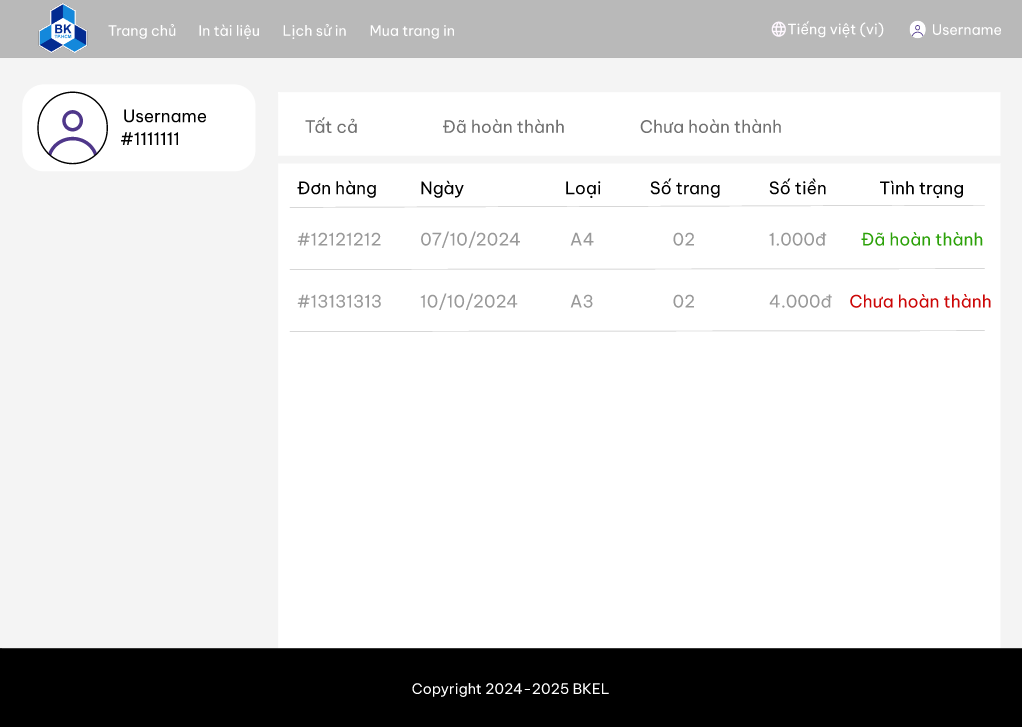 BK
TP.HCM
Trang chủ In tài liệu Lịch sử in Mua trang in Tiếng việt (vi) Username
Username
#1111111
Tất cả Đã hoàn thành Chưa hoàn thành
Đơn hàng Ngày Loại Số trang Số tiền Tình trạng
#12121212 07/10/2024 A4 02 1.000đ Đã hoàn thành
#13131313 10/10/2024 A3 02 4.000đ Chưa hoàn thành
Copyright 2024-2025 BKEL